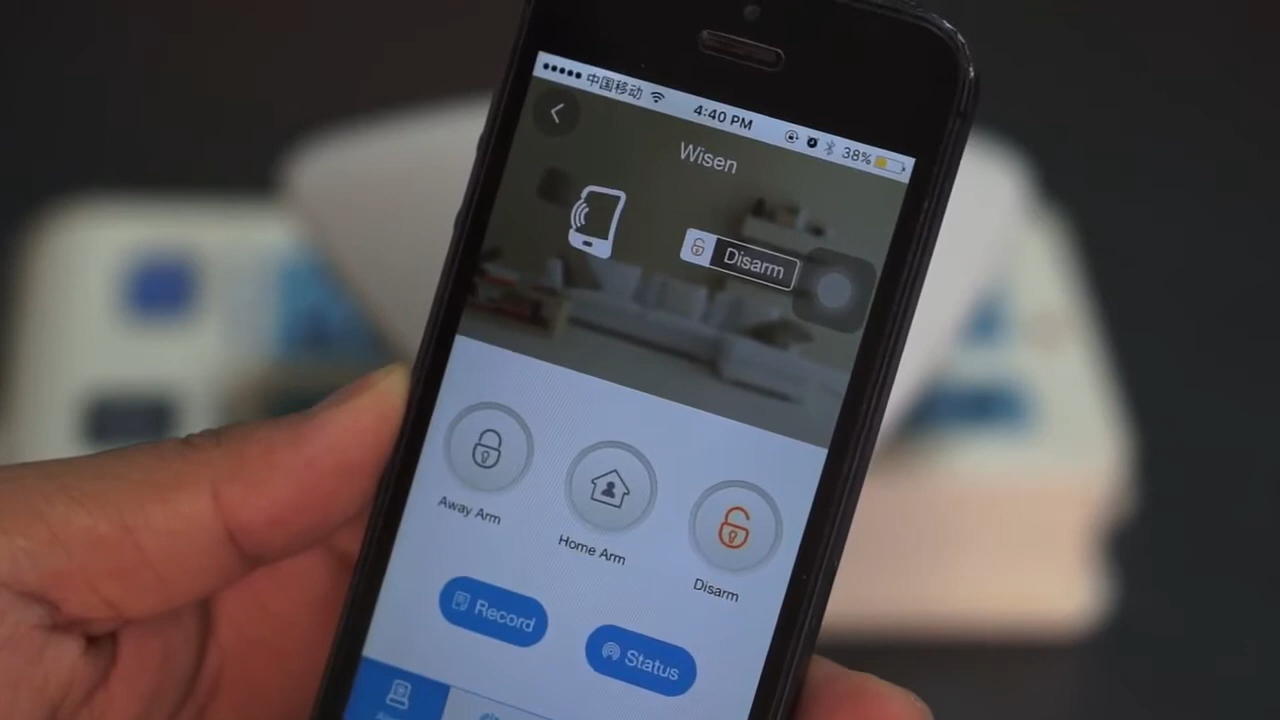 中国移动 4:40 PM 38%
Wisen
Disarm
Away Arm
Home Arm
Disarm
Record
Status